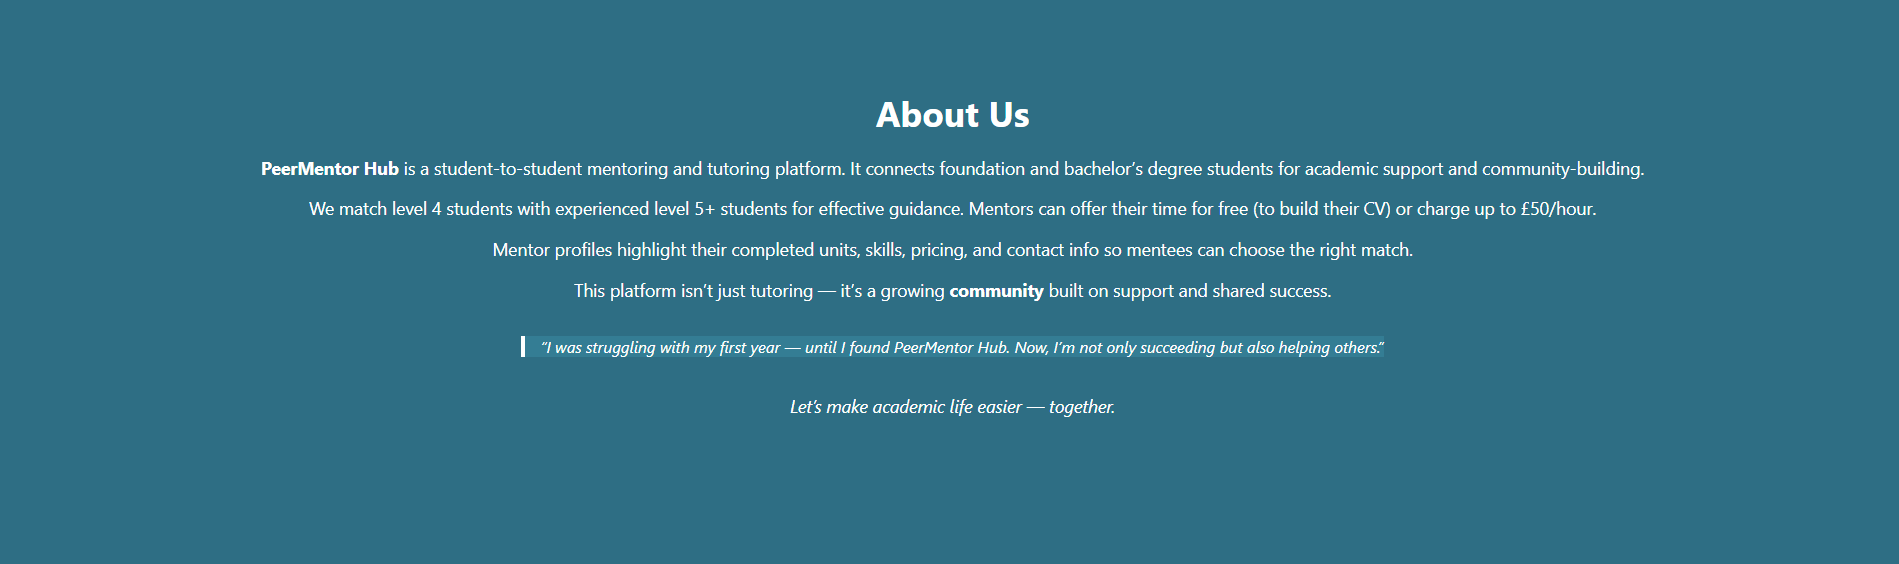 About Us
PeerMentor Hub is a student-to-student mentoring and tutoring platform. It connects foundation and bachelor’s degree students for academic support and community-building.
We match level 4 students with experienced level 5+ students for effective guidance. Mentors can offer their time for free (to build their CV) or charge up to £50/hour.
Mentor profiles highlight their completed units, skills, pricing, and contact info so mentees can choose the right match.
This platform isn’t just tutoring — it’s a growing community built on support and shared success.
“I was struggling with my first year — until I found PeerMentor Hub. Now, I’m not only succeeding but also helping others.”
Let’s make academic life easier — together.